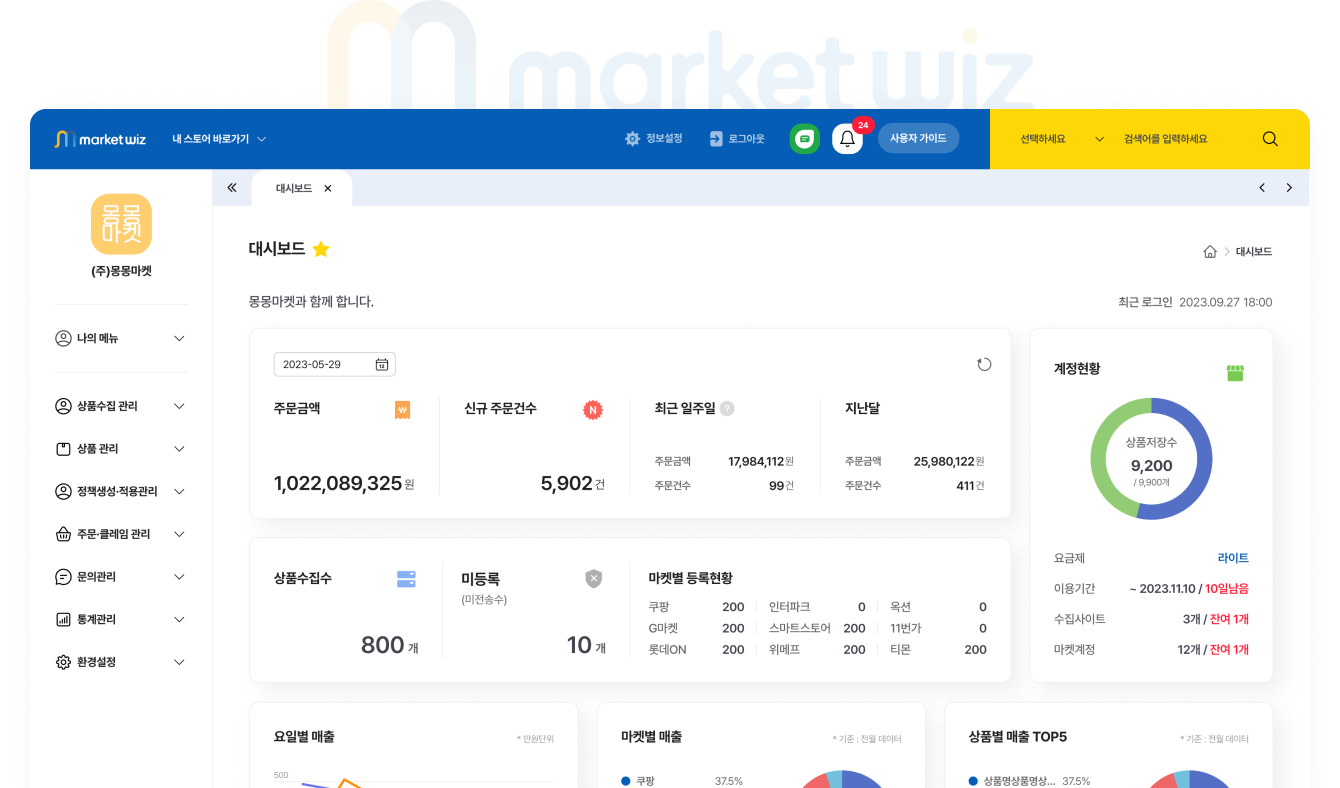 market wiz
market wiz
내 스토어 바로가기
정보설정
로그아웃
24
사용자 가이드
선택하세요
검색어를 입력하세요
대시보드
몽몽
마켓
(주)몽몽마켓
나의 메뉴
상품수집 관리
상품 관리
정책생성·적용관리
주문·클레임 관리
문의관리
통계관리
환경설정
대시보드
대시보드
몽몽마켓과 함께 합니다.
최근 로그인 2023.09.27 18:00
2023-05-29
12
주문금액
₩
1,022,089,325 원
신규 주문건수
N
5,902 건
최근 일주일 ?
주문금액 17,984,112 원
주문건수 99 건
지난달
주문금액 25,980,122 원
주문건수 411 건
계정현황
상품저장수
9,200
/ 9,900개
요금제 라이트
이용기간 ~ 2023.11.10 / 10일남음
수집사이트 3개 / 잔여 1개
마켓계정 12개 / 잔여 1개
상품수집수
800 개
미등록
(미전송수)
10 개
마켓별 등록현황
쿠팡 200 인터파크 0 옥션 0
G마켓 200 스마트스토어 200 11번가 0
롯데ON 200 위메프 200 티몬 200
요일별 매출
* 만원단위
500
마켓별 매출
* 기준 : 전월 데이터
쿠팡 37.5%
상품별 매출 TOP5
* 기준 : 전월 데이터
상품명상품명상... 37.5%